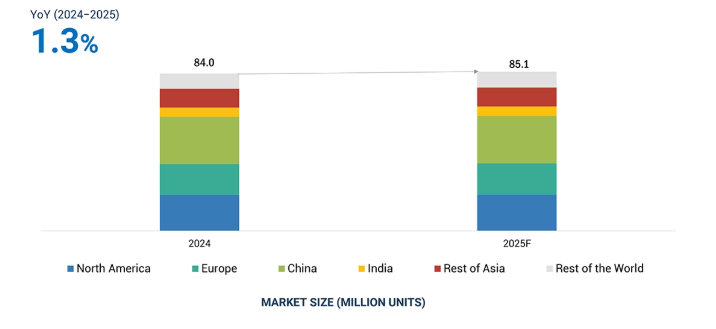 YoY (2024–2025)
1.3%
84.0
85.1
2024
2025F
North America
Europe
China
India
Rest of Asia
Rest of the World
MARKET SIZE (MILLION UNITS)